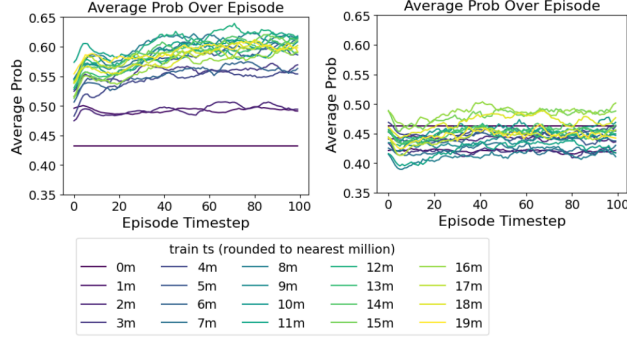 Average Prob Over Episode
0.65
0.60
0.55
0.50
0.45
0.40
0.35
Average Prob
0 20 40 60 80 100
Episode Timestep
Average Prob Over Episode
0.65
0.60
0.55
0.50
0.45
0.40
0.35
Average Prob
0 20 40 60 80 100
Episode Timestep
train ts (rounded to nearest million)
0m 4m 8m 12m 16m
1m 5m 9m 13m 17m
2m 6m 10m 14m 18m
3m 7m 11m 15m 19m